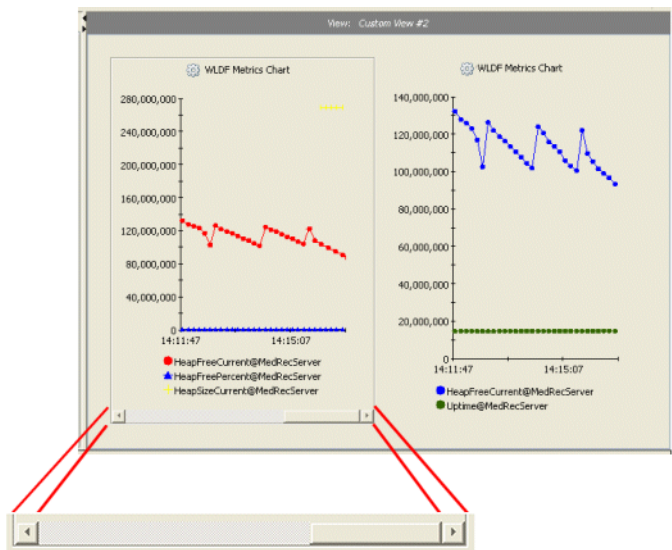 View: Custom View #2
WLDF Metrics Chart
280,000,000
240,000,000
200,000,000
160,000,000
120,000,000
80,000,000
40,000,000
0
14:11:47 14:15:07
HeapFreeCurrent@MedRecServer
HeapFreePercent@MedRecServer
HeapSizeCurrent@MedRecServer
WLDF Metrics Chart
140,000,000
120,000,000
100,000,000
80,000,000
60,000,000
40,000,000
20,000,000
0
14:11:47 14:15:07
HeapFreeCurrent@MedRecServer
Uptime@MedRecServer